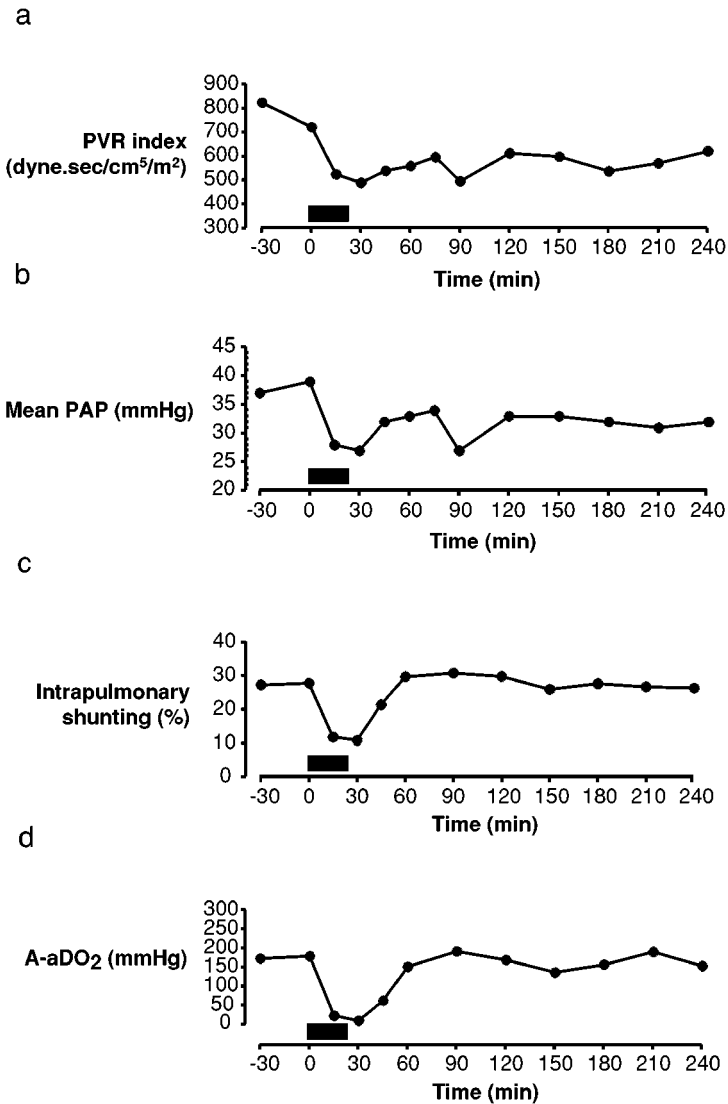 a
900
800
700
600
500
400
300
PVR index
(dyne.sec/cm⁵/m²)
-30 0 30 60 90 120 150 180 210 240
Time (min)
b
45
40
35
30
25
20
Mean PAP (mmHg)
-30 0 30 60 90 120 150 180 210 240
Time (min)
c
40
30
20
10
0
Intrapulmonary
shunting (%)
-30 0 30 60 90 120 150 180 210 240
Time (min)
d
300
250
200
150
100
50
0
A-aDO₂ (mmHg)
-30 0 30 60 90 120 150 180 210 240
Time (min)